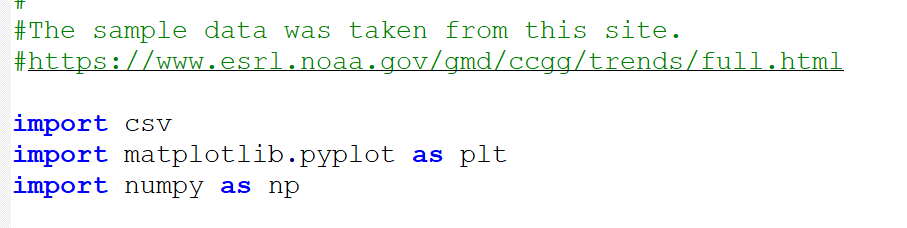 #
#The sample data was taken from this site.
#https://www.esrl.noaa.gov/gmd/ccgg/trends/full.html
import csv
import matplotlib.pyplot as plt
import numpy as np